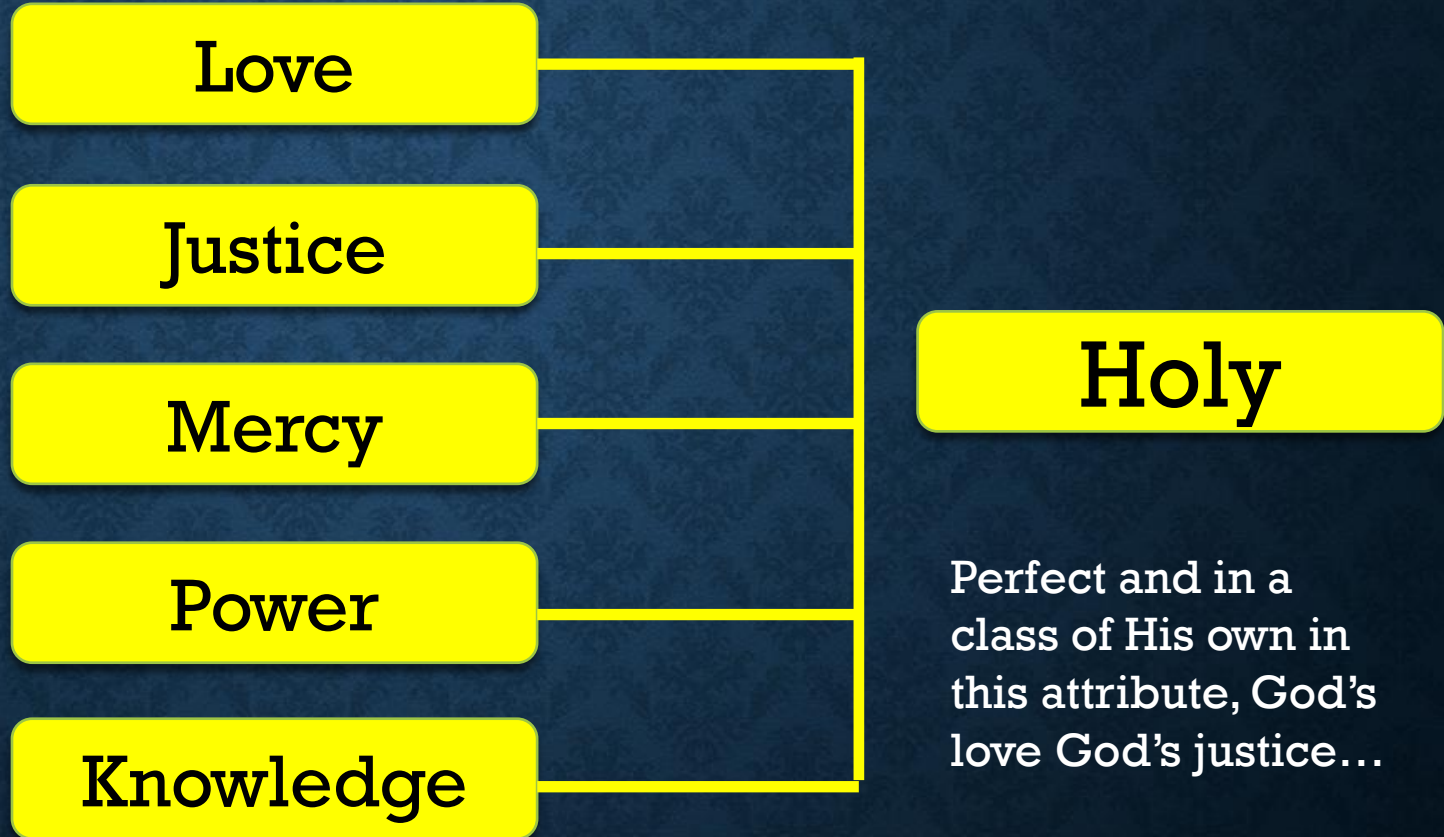 Love
Justice
Mercy
Power
Knowledge
Holy
Perfect and in a
class of His own in
this attribute, God’s
love God’s justice…